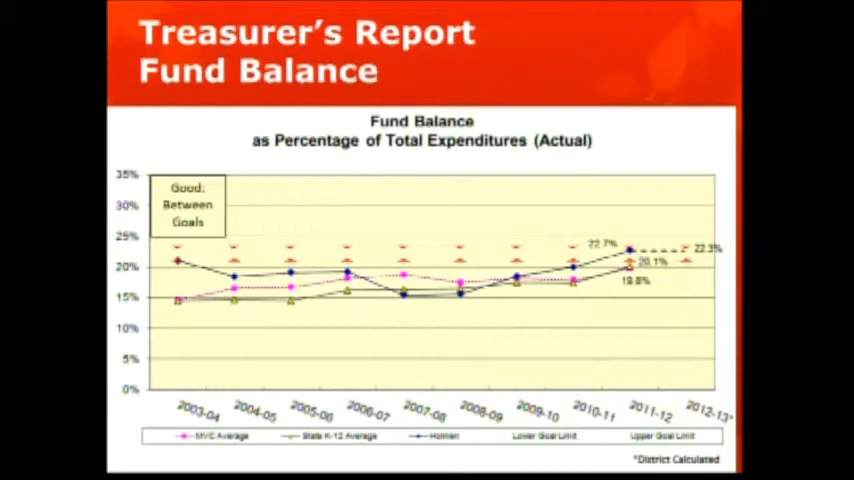 Treasurer's Report
Fund Balance
Fund Balance
as Percentage of Total Expenditures (Actual)
35%
30%
25%
20%
15%
10%
5%
0%
Good:
Between
Goals
22.7%
22.3%
20.1%
19.8%
2003-04
2004-05
2005-06
2006-07
2007-08
2008-09
2009-10
2010-11
2011-12
2012-13*
MVC Average
State K-12 Average
Holmen
Lower Goal Limit
Upper Goal Limit
*District Calculated